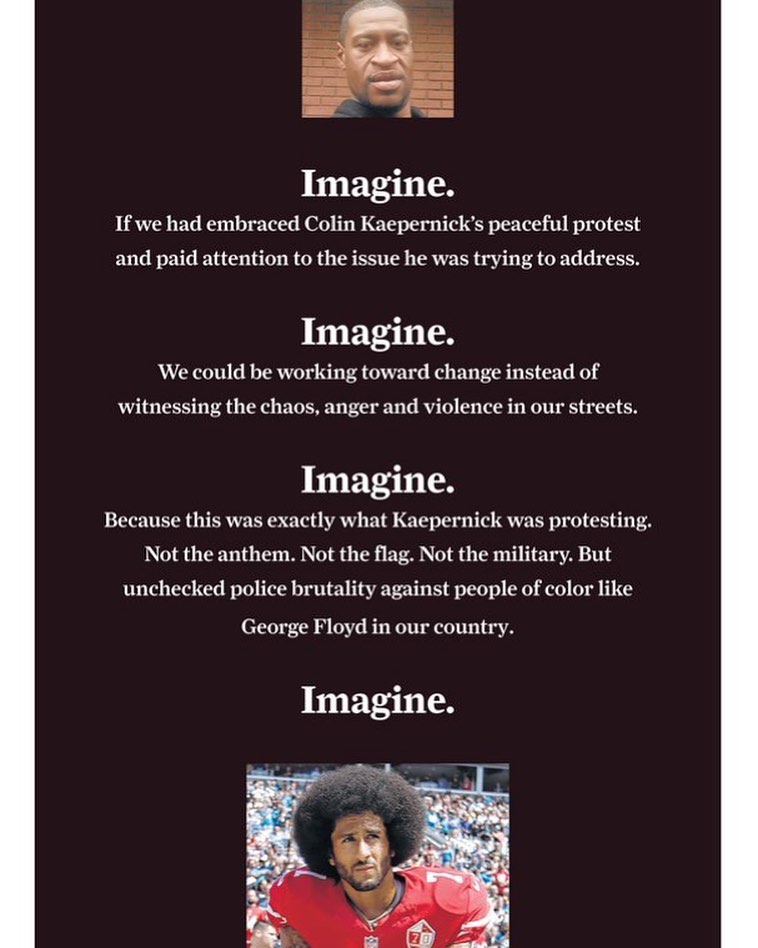 Imagine.
If we had embraced Colin Kaepernick’s peaceful protest
and paid attention to the issue he was trying to address.
Imagine.
We could be working toward change instead of
witnessing the chaos, anger and violence in our streets.
Imagine.
Because this was exactly what Kaepernick was protesting.
Not the anthem. Not the flag. Not the military. But
unchecked police brutality against people of color like
George Floyd in our country.
Imagine.